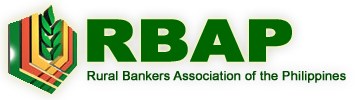 RBAP
Rural Bankers Association of the Philippines